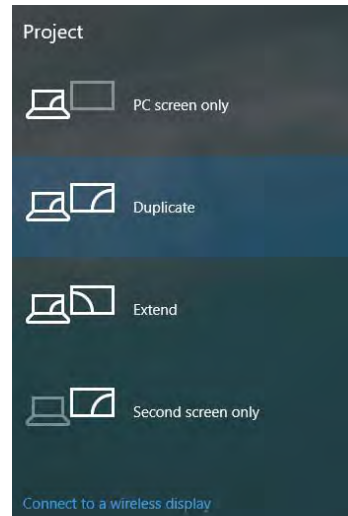 Project
PC screen only
Duplicate
Extend
Second screen only
Connect to a wireless display